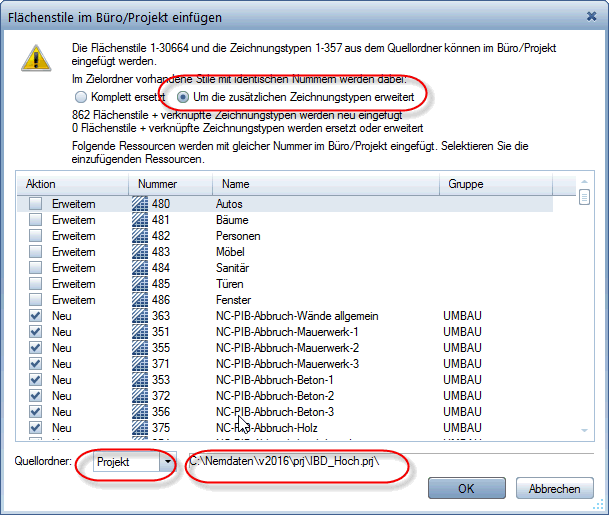 Flächenstile im Büro/Projekt einfügen
Die Flächenstile 1-30664 und die Zeichnungstypen 1-357 aus dem Quellordner können im Büro/Projekt
eingefügt werden.
Im Zielordner vorhandene Stile mit identischen Nummern werden dabei:
Komplett ersetzt Um die zusätzlichen Zeichnungstypen erweitert
862 Flächenstile + verknüpfte Zeichnungstypen werden neu eingefügt
0 Flächenstile + verknüpfte Zeichnungstypen werden ersetzt oder erweitert
Folgende Ressourcen werden mit gleicher Nummer im Büro/Projekt eingefügt. Selektieren Sie die
einzufügenden Ressourcen.
Aktion Nummer Name Gruppe
Erweitern 480 Autos
Erweitern 481 Bäume
Erweitern 482 Personen
Erweitern 483 Möbel
Erweitern 484 Sanitär
Erweitern 485 Türen
Erweitern 486 Fenster
Neu 363 NC-PIB-Abbruch-Wände allgemein UMBAU
Neu 351 NC-PIB-Abbruch-Mauerwerk-1 UMBAU
Neu 355 NC-PIB-Abbruch-Mauerwerk-2 UMBAU
Neu 371 NC-PIB-Abbruch-Mauerwerk-3 UMBAU
Neu 353 NC-PIB-Abbruch-Beton-1 UMBAU
Neu 372 NC-PIB-Abbruch-Beton-2 UMBAU
Neu 356 NC-PIB-Abbruch-Beton-3 UMBAU
Neu 375 NC-PIB-Abbruch-Holz UMBAU
Quellordner: Projekt C:\Nemdaten\v2016\prj\IBD_Hoch.prj\
OK Abbrechen